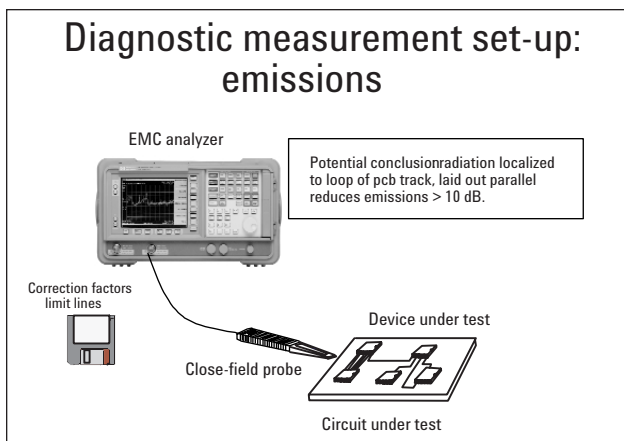 Diagnostic measurement set-up:
emissions
EMC analyzer
Potential conclusionradiation localized
to loop of pcb track, laid out parallel
reduces emissions > 10 dB.
Correction factors
limit lines
Device under test
Close-field probe
Circuit under test